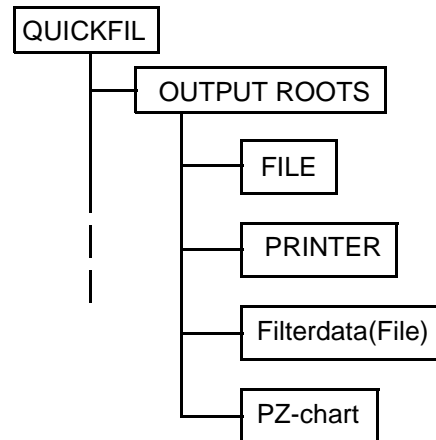 QUICKFIL
OUTPUT ROOTS
FILE
PRINTER
Filterdata(File)
PZ-chart